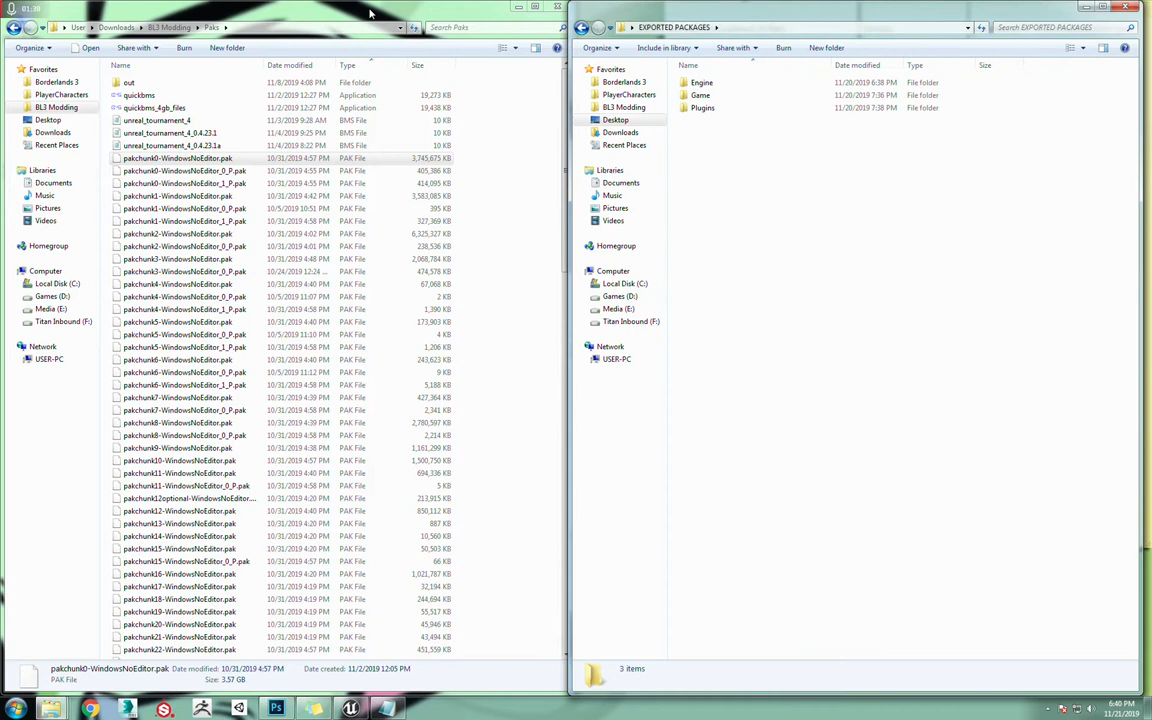 01:38
User ▸ Downloads ▸ BL3 Modding ▸ Paks ▸
Search Paks
Organize ▾ Open Share with ▾ Burn New folder
Name Date modified Type Size
Favorites
Borderlands 3
PlayerCharacters
BL3 Modding
Desktop
Downloads
Recent Places
Libraries
Documents
Music
Pictures
Videos
Homegroup
Computer
Local Disk (C:)
Games (D:)
Media (E:)
Titan Inbound (F:)
Network
USER-PC
out 11/8/2019 4:08 PM File folder
quickbms 11/2/2019 12:27 PM Application 19,273 KB
quickbms_4gb_files 11/2/2019 12:27 PM Application 19,438 KB
unreal_tournament_4 11/3/2019 9:28 AM BMS File 10 KB
unreal_tournament_4_0.4.23.1 11/4/2019 9:25 PM BMS File 10 KB
unreal_tournament_4_0.4.23.1a 11/4/2019 8:22 PM BMS File 10 KB
pakchunk0-WindowsNoEditor.pak 10/31/2019 4:57 PM PAK File 3,745,675 KB
pakchunk0-WindowsNoEditor_0_P.pak 10/31/2019 4:55 PM PAK File 405,386 KB
pakchunk0-WindowsNoEditor_1_P.pak 10/31/2019 4:55 PM PAK File 414,095 KB
pakchunk1-WindowsNoEditor.pak 10/31/2019 4:42 PM PAK File 3,583,085 KB
pakchunk1-WindowsNoEditor_0_P.pak 10/5/2019 10:51 PM PAK File 395 KB
pakchunk1-WindowsNoEditor_1_P.pak 10/31/2019 4:58 PM PAK File 327,369 KB
pakchunk2-WindowsNoEditor.pak 10/31/2019 4:02 PM PAK File 6,325,327 KB
pakchunk2-WindowsNoEditor_0_P.pak 10/31/2019 4:01 PM PAK File 238,536 KB
pakchunk3-WindowsNoEditor.pak 10/31/2019 3:48 PM PAK File 2,068,784 KB
pakchunk3-WindowsNoEditor_0_P.pak 10/24/2019 12:24 ... PAK File 474,578 KB
pakchunk4-WindowsNoEditor.pak 10/31/2019 4:40 PM PAK File 67,068 KB
pakchunk4-WindowsNoEditor_0_P.pak 10/5/2019 11:07 PM PAK File 2 KB
pakchunk4-WindowsNoEditor_1_P.pak 10/31/2019 4:58 PM PAK File 1,390 KB
pakchunk5-WindowsNoEditor.pak 10/31/2019 4:40 PM PAK File 173,903 KB
pakchunk5-WindowsNoEditor_0_P.pak 10/5/2019 11:10 PM PAK File 4 KB
pakchunk5-WindowsNoEditor_1_P.pak 10/31/2019 4:58 PM PAK File 1,206 KB
pakchunk6-WindowsNoEditor.pak 10/31/2019 4:40 PM PAK File 243,623 KB
pakchunk6-WindowsNoEditor_0_P.pak 10/5/2019 11:12 PM PAK File 9 KB
pakchunk6-WindowsNoEditor_1_P.pak 10/31/2019 4:58 PM PAK File 5,188 KB
pakchunk7-WindowsNoEditor.pak 10/31/2019 4:39 PM PAK File 427,364 KB
pakchunk7-WindowsNoEditor_0_P.pak 10/31/2019 4:58 PM PAK File 2,341 KB
pakchunk8-WindowsNoEditor.pak 10/31/2019 4:39 PM PAK File 2,780,597 KB
pakchunk8-WindowsNoEditor_0_P.pak 10/31/2019 4:58 PM PAK File 2,214 KB
pakchunk9-WindowsNoEditor.pak 10/31/2019 4:38 PM PAK File 1,161,299 KB
pakchunk10-WindowsNoEditor.pak 10/31/2019 4:57 PM PAK File 1,500,750 KB
pakchunk11-WindowsNoEditor.pak 10/31/2019 4:40 PM PAK File 694,336 KB
pakchunk11-WindowsNoEditor_0_P.pak 10/31/2019 4:58 PM PAK File 5 KB
pakchunk12optional-WindowsNoEditor.... 10/31/2019 4:20 PM PAK File 213,915 KB
pakchunk12-WindowsNoEditor.pak 10/31/2019 4:40 PM PAK File 850,112 KB
pakchunk13-WindowsNoEditor.pak 10/31/2019 4:20 PM PAK File 887 KB
pakchunk14-WindowsNoEditor.pak 10/31/2019 4:20 PM PAK File 10,560 KB
pakchunk15-WindowsNoEditor.pak 10/31/2019 4:20 PM PAK File 50,503 KB
pakchunk15-WindowsNoEditor_0_P.pak 10/31/2019 4:57 PM PAK File 66 KB
pakchunk16-WindowsNoEditor.pak 10/31/2019 4:20 PM PAK File 1,021,787 KB
pakchunk17-WindowsNoEditor.pak 10/31/2019 4:19 PM PAK File 32,194 KB
pakchunk18-WindowsNoEditor.pak 10/31/2019 4:19 PM PAK File 244,694 KB
pakchunk19-WindowsNoEditor.pak 10/31/2019 4:19 PM PAK File 55,517 KB
pakchunk20-WindowsNoEditor.pak 10/31/2019 4:19 PM PAK File 45,946 KB
pakchunk21-WindowsNoEditor.pak 10/31/2019 4:19 PM PAK File 43,494 KB
pakchunk22-WindowsNoEditor.pak 10/31/2019 4:19 PM PAK File 451,559 KB
pakchunk0-WindowsNoEditor.pak Date modified: 10/31/2019 4:57 PM Date created: 11/2/2019 12:05 PM
PAK File Size: 3.57 GB
EXPORTED PACKAGES ▸
Search EXPORTED PACKAGES
Organize ▾ Include in library ▾ Share with ▾ Burn New folder
Name Date modified Type Size
Favorites
Borderlands 3
PlayerCharacters
BL3 Modding
Desktop
Downloads
Recent Places
Libraries
Documents
Music
Pictures
Videos
Homegroup
Computer
Local Disk (C:)
Games (D:)
Media (E:)
Titan Inbound (F:)
Network
USER-PC
Engine 11/20/2019 6:38 PM File folder
Game 11/20/2019 7:36 PM File folder
Plugins 11/20/2019 7:38 PM File folder
3 items
Ps
6:40 PM
11/21/2019